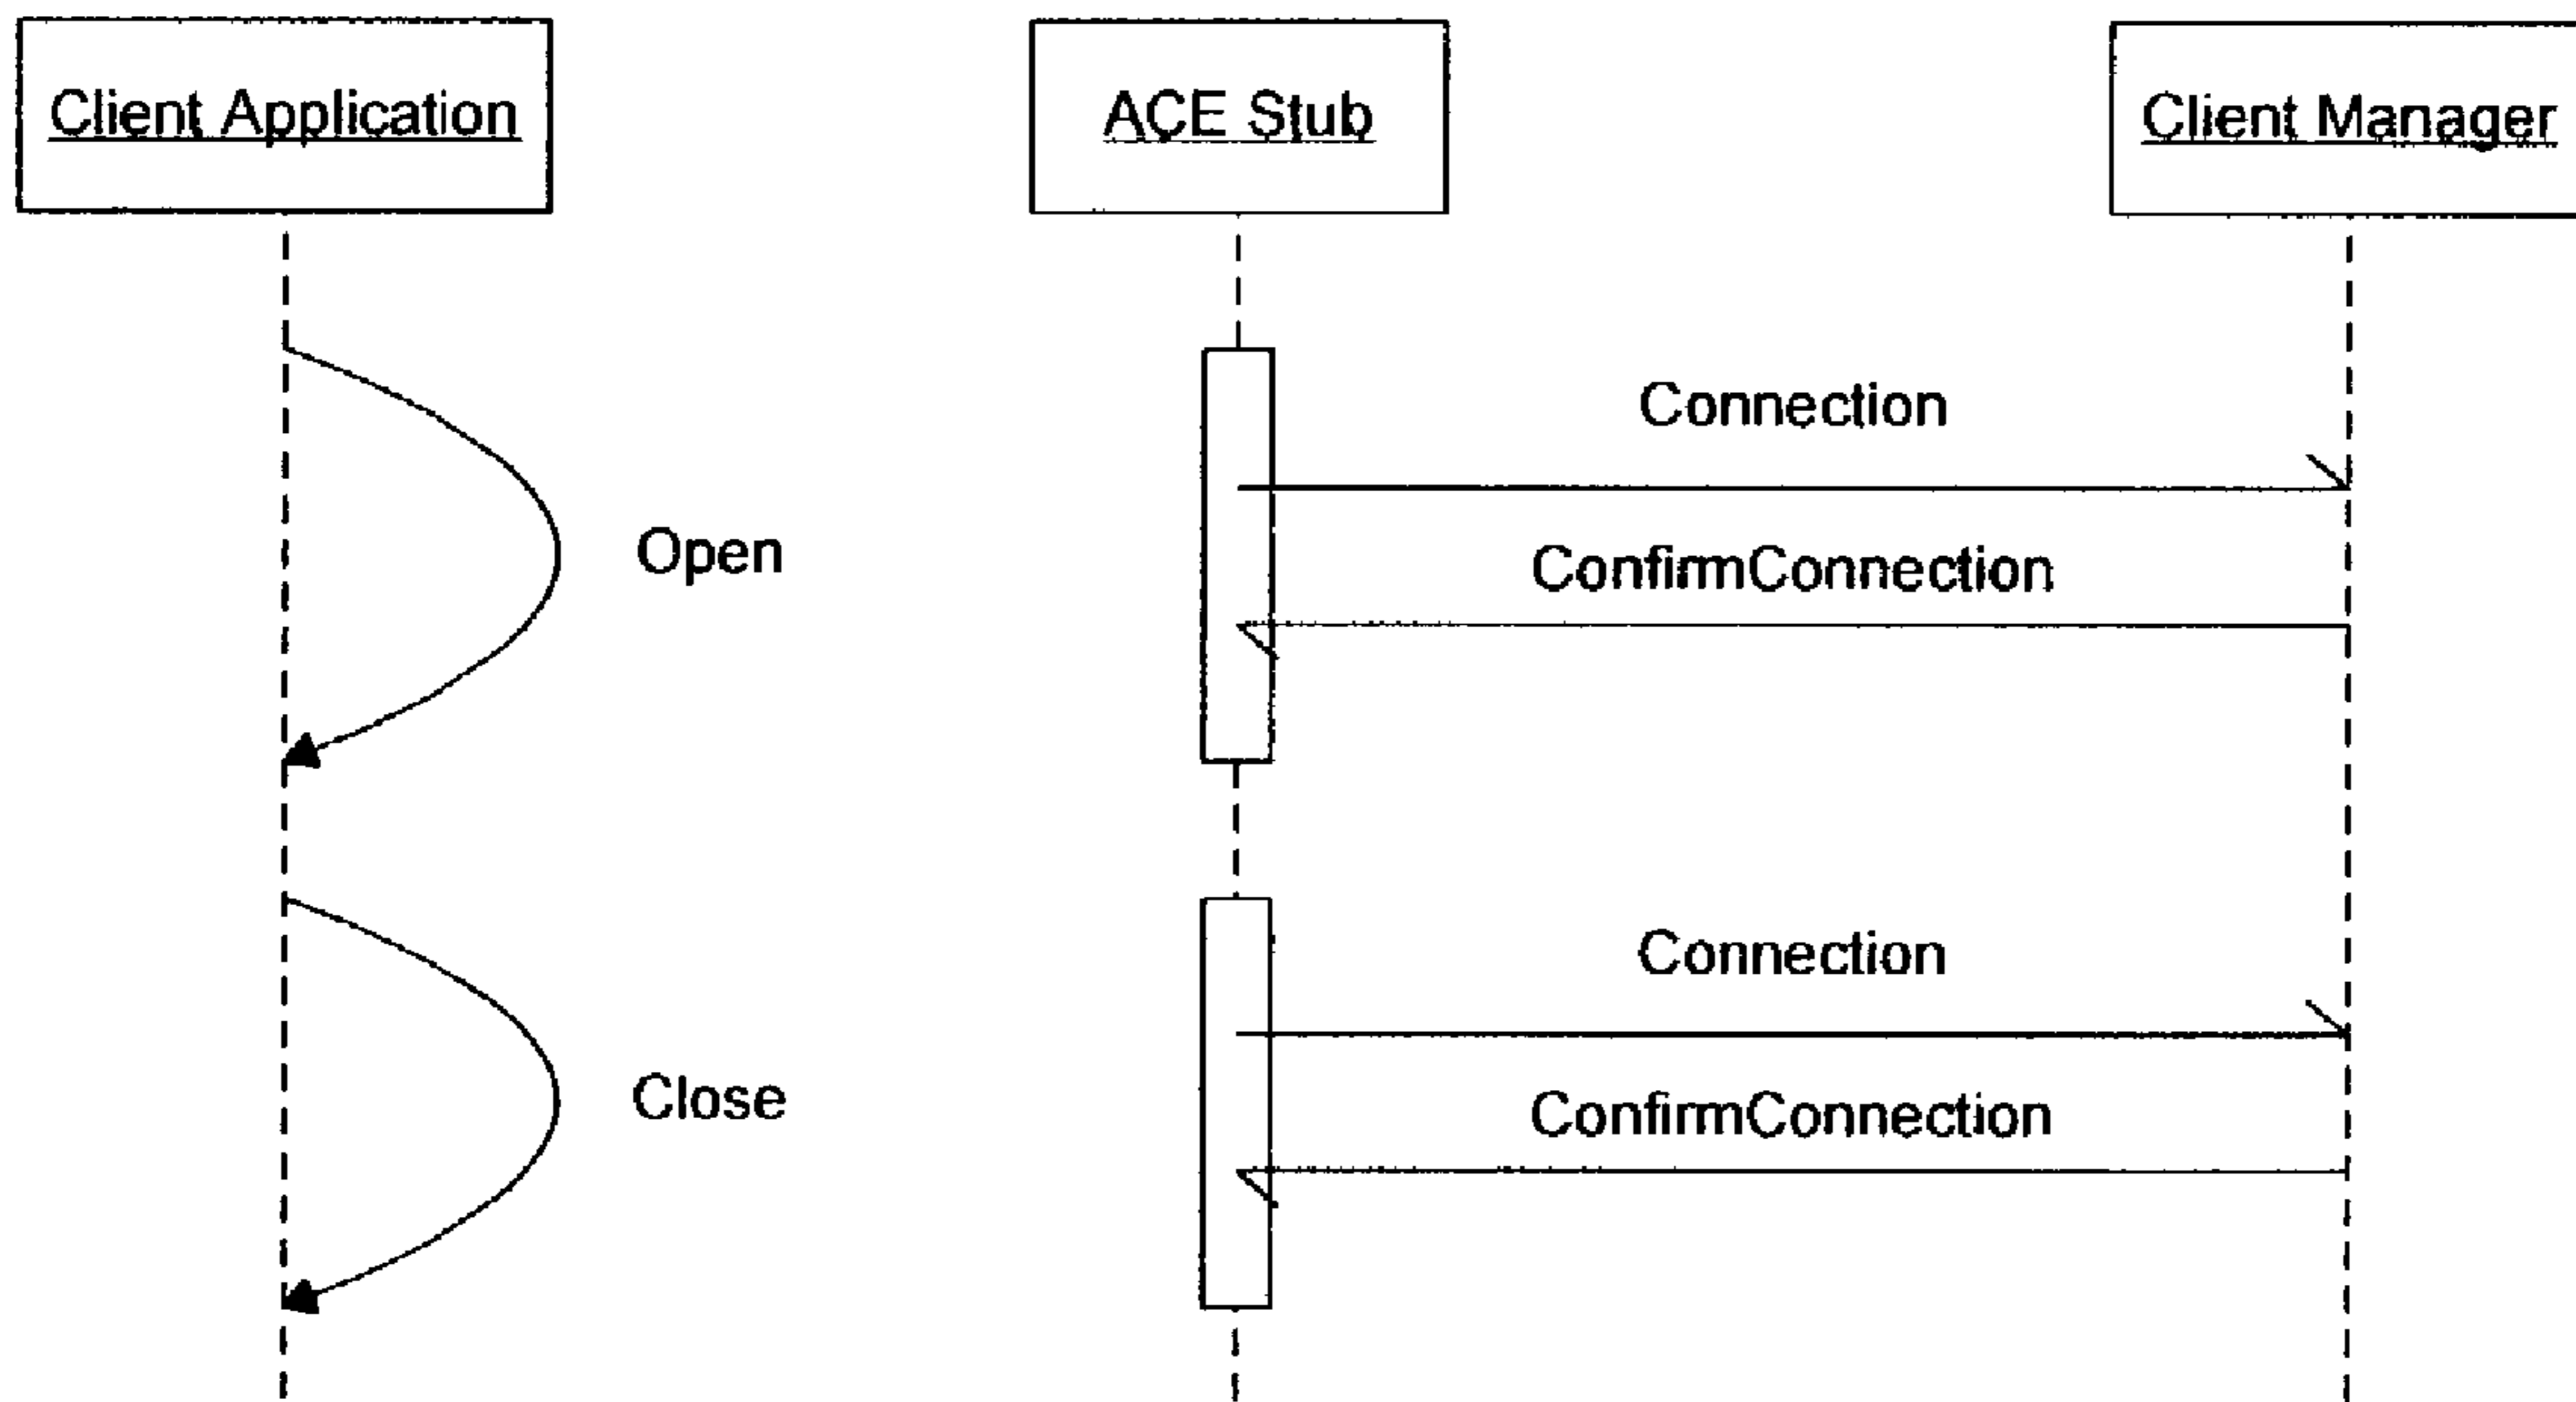 Client Application
ACE Stub
Client Manager
Connection
Open
ConfirmConnection
Connection
Close
ConfirmConnection